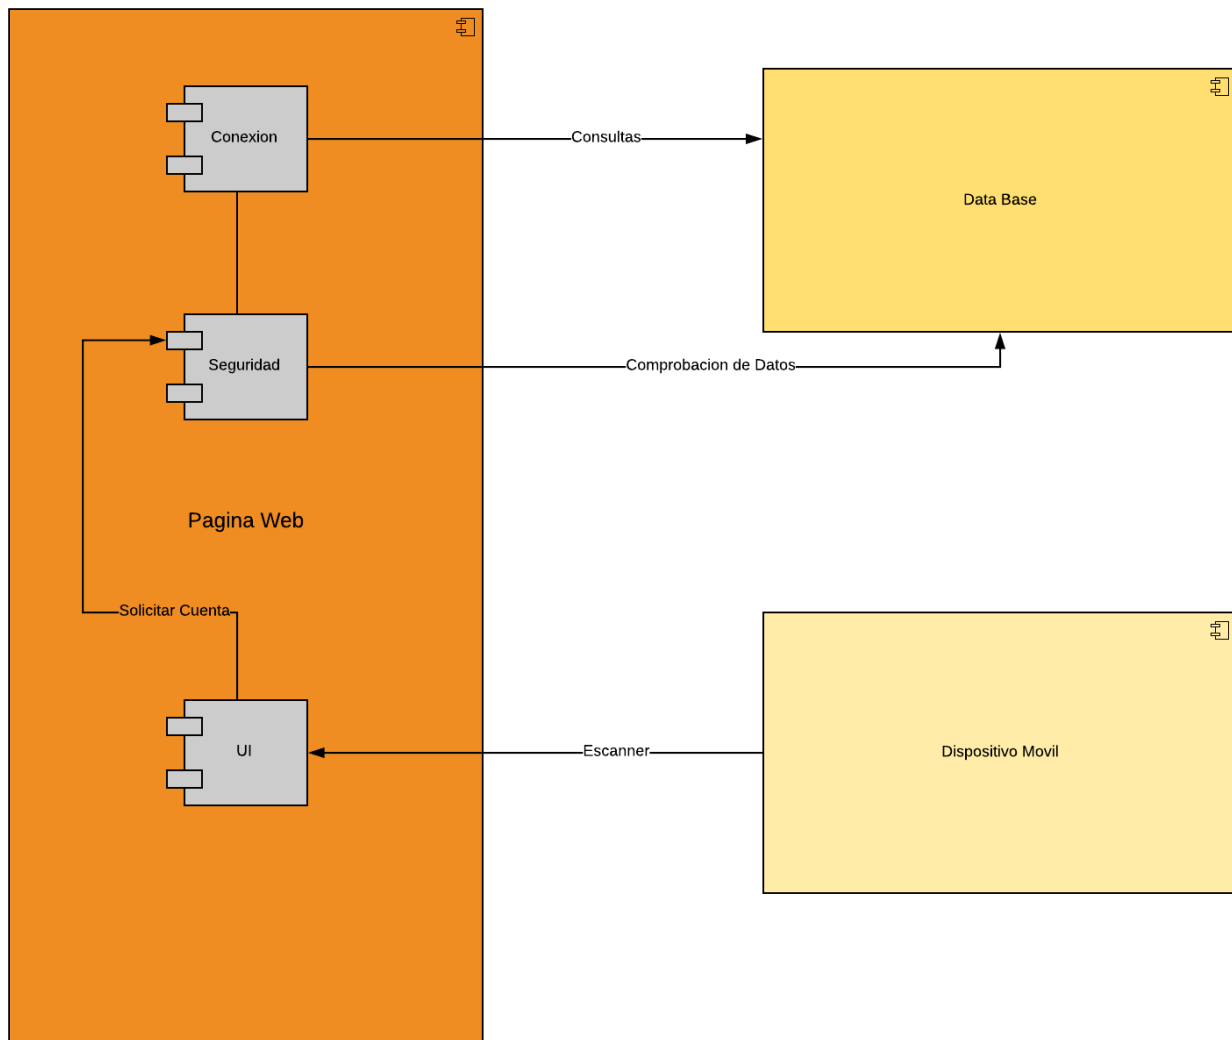 Conexion
Consultas
Data Base
Seguridad
Comprobacion de Datos
Pagina Web
Solicitar Cuenta
UI
Escanner
Dispositivo Movil